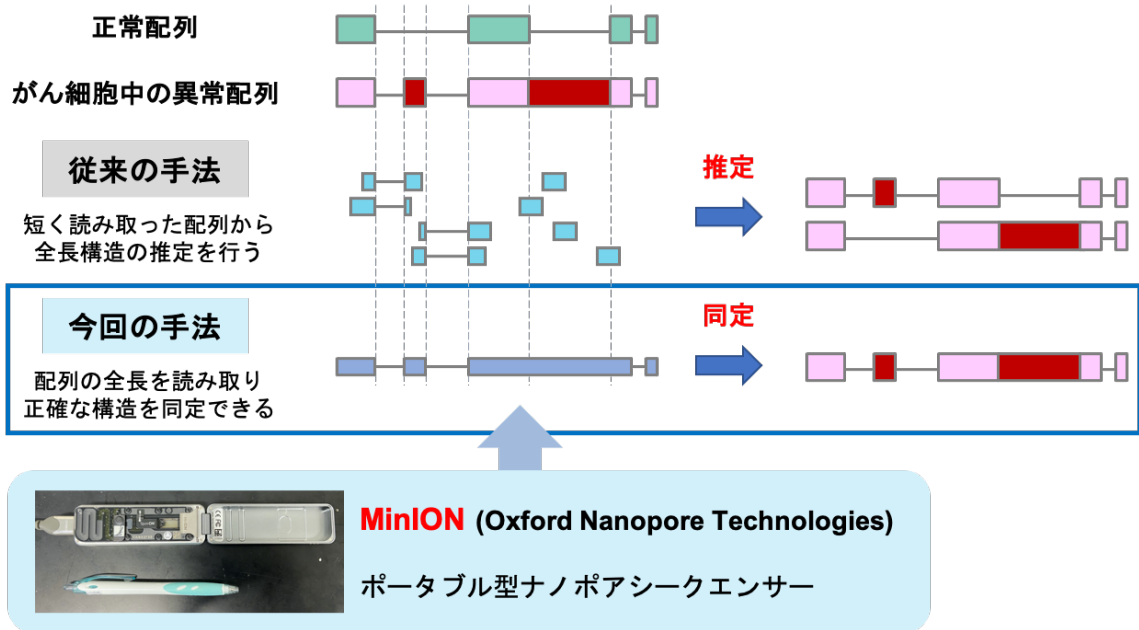 正常配列
がん細胞中の異常配列
従来の手法
短く読み取った配列から
全長構造の推定を行う
推定
今回の手法
配列の全長を読み取り
正確な構造を同定できる
同定
MinION (Oxford Nanopore Technologies)
ポータブル型ナノポアシークエンサー